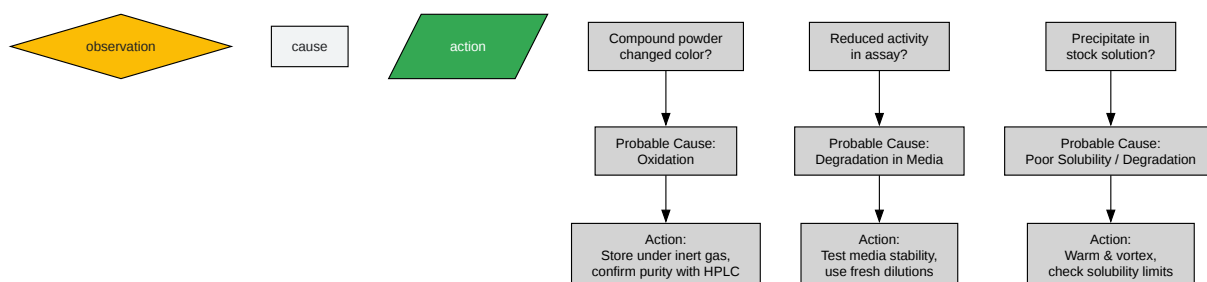 observation
cause
action
Compound powder
changed color?
Reduced activity
in assay?
Precipitate in
stock solution?
Probable Cause:
Oxidation
Probable Cause:
Degradation in Media
Probable Cause:
Poor Solubility / Degradation
Action:
Store under inert gas,
confirm purity with HPLC
Action:
Test media stability,
use fresh dilutions
Action:
Warm & vortex,
check solubility limits